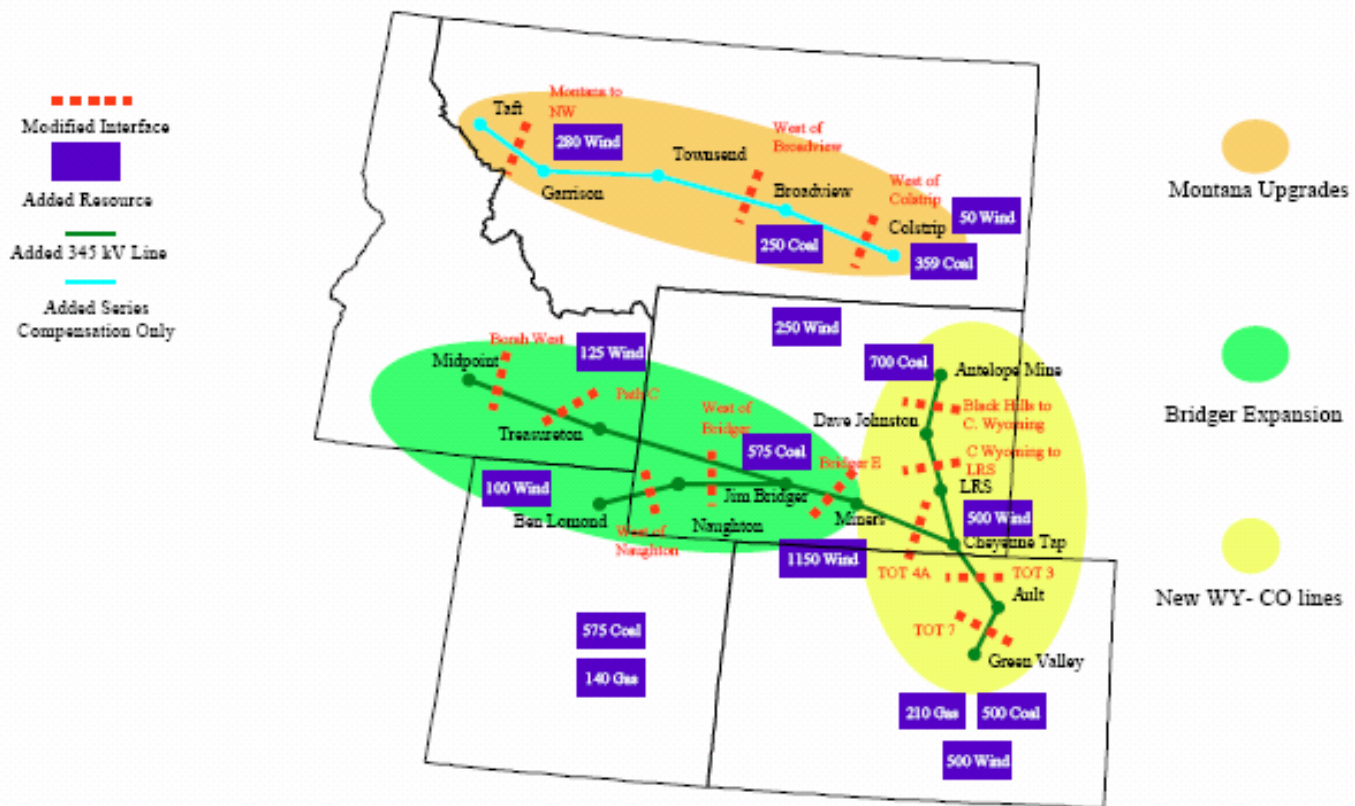 Modified Interface
Added Resource
Added 345 kV Line
Added Series
Compensation Only
Taft
Montana to
NW
280 Wind
Garrison
Townsend
West of
Broadview
Broadview
West of
Colstrip
Colstrip
50 Wind
250 Coal
359 Coal
Montana Upgrades
Borah West
125 Wind
Midpoint
Path C
Treasureton
West of
Bridger
575 Coal
Bridger E
100 Wind
Ben Lomond
Jim Bridger
Naughton
West of
Naughton
Miners
1150 Wind
250 Wind
Bridger Expansion
700 Coal
Antelope Mine
Black Hills to
C. Wyoming
Dave Johnston
C Wyoming to
LRS
LRS
500 Wind
Cheyenne Tap
TOT 4A
TOT 3
Ault
TOT 7
Green Valley
New WY- CO lines
575 Coal
140 Gas
210 Gas
500 Coal
500 Wind